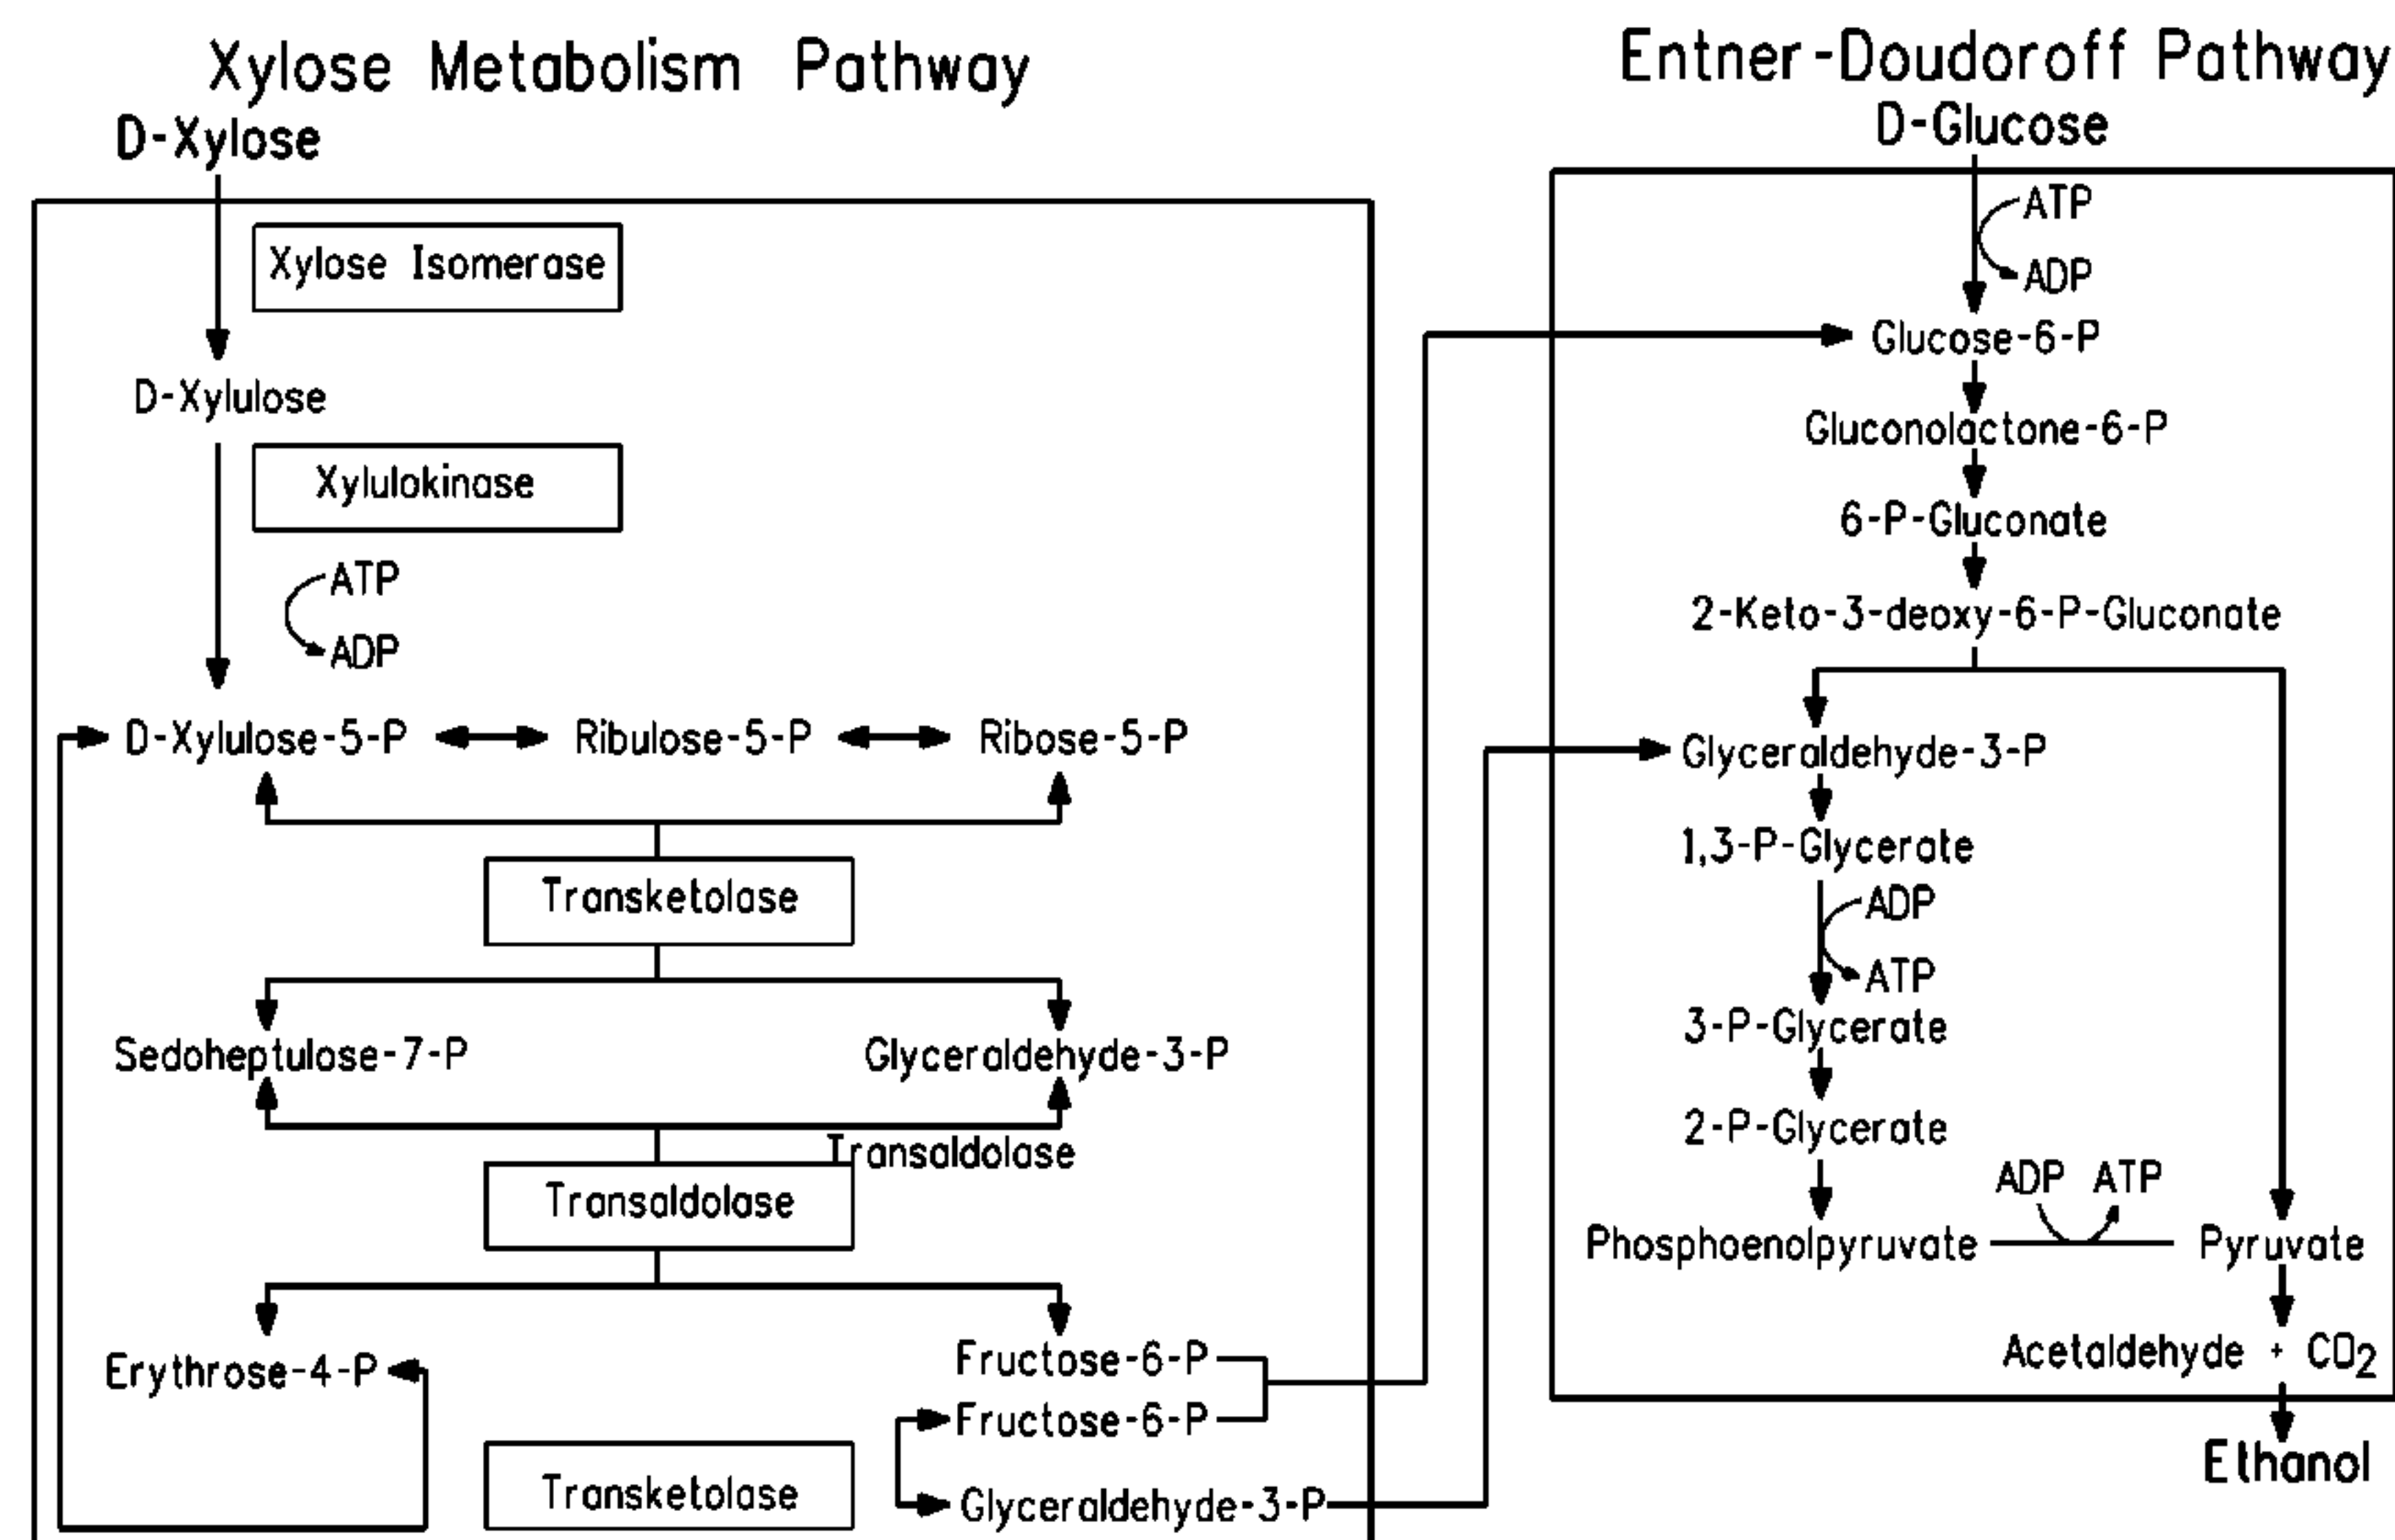 Xylose Metabolism Pathway
D-Xylose
Xylose Isomerase
D-Xylulose
Xylulokinase
ATP
ADP
D-Xylulose-5-P
Ribulose-5-P
Ribose-5-P
Transketolase
Sedoheptulose-7-P
Glyceraldehyde-3-P
Transaldolase
Transaldolase
Erythrose-4-P
Fructose-6-P
Fructose-6-P
Transketolase
Glyceraldehyde-3-P
Entner-Doudoroff Pathway
D-Glucose
ATP
ADP
Glucose-6-P
Gluconolactone-6-P
6-P-Gluconate
2-Keto-3-deoxy-6-P-Gluconate
Glyceraldehyde-3-P
1,3-P-Glycerate
ADP
ATP
3-P-Glycerate
2-P-Glycerate
ADP ATP
Phosphoenolpyruvate
Pyruvate
Acetaldehyde + CO2
Ethanol